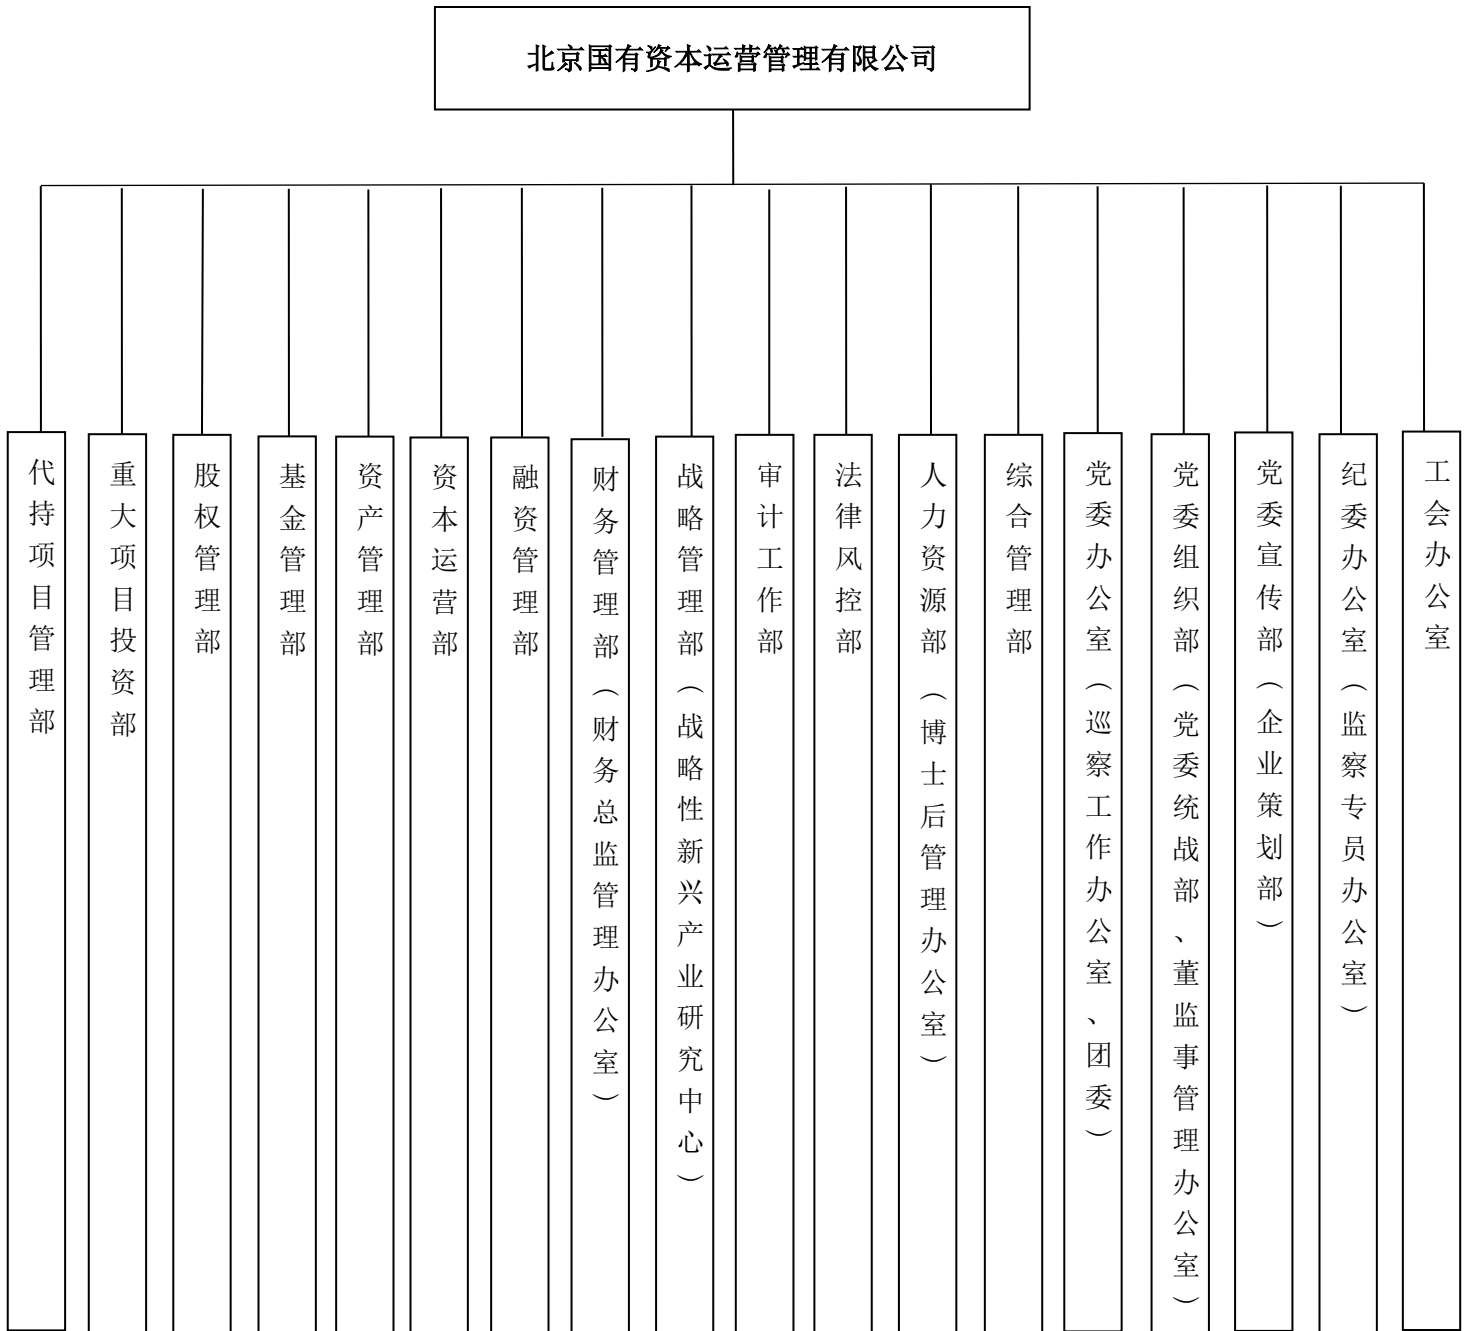 北京国有资本运营管理有限公司
代持项目管理部
重大项目投资部
股权管理部
基金管理部
资产管理部
资本运营部
融资管理部
财务管理部（财务总监管理办公室）
战略管理部（战略性新兴产业研究中心）
审计工作部
法律风控部
人力资源部（博士后管理办公室）
综合管理部
党委办公室（巡察工作办公室、团委）
党委组织部（党委统战部、董监事管理办公室）
党委宣传部（企业策划部）
纪委办公室（监察专员办公室）
工会办公室